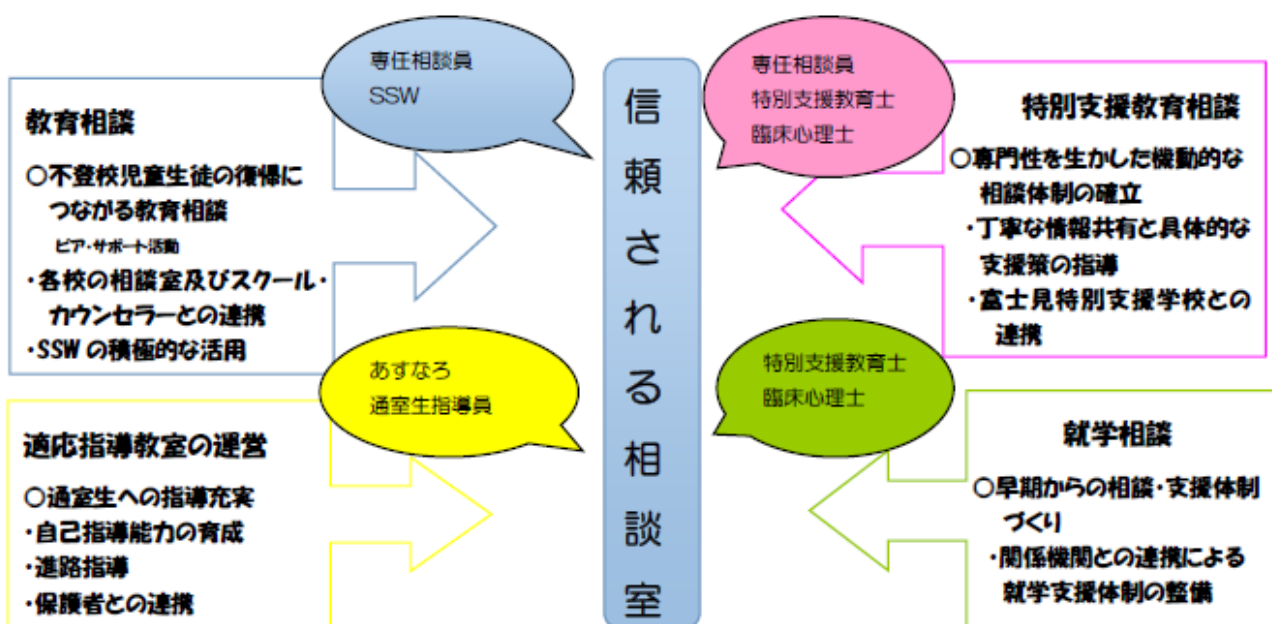 専任相談員
SSW
教育相談
○不登校児童生徒の復帰に
つながる教育相談
ピア・サポート活動
・各校の相談室及びスクール・
カウンセラーとの連携
・SSWの積極的な活用
あすなろ
通室生指導員
適応指導教室の運営
○通室生への指導充実
・自己指導能力の育成
・進路指導
・保護者との連携
信頼される相談室
専任相談員
特別支援教育士
臨床心理士
特別支援教育相談
○専門性を生かした機動的な
相談体制の確立
・丁寧な情報共有と具体的な
支援策の指導
・富士見特別支援学校との
連携
特別支援教育士
臨床心理士
就学相談
○早期からの相談・支援体制
づくり
・関係機関との連携による
就学支援体制の整備